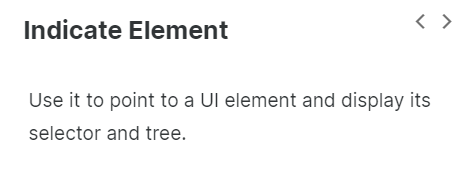 Indicate Element
Use it to point to a UI element and display its
selector and tree.